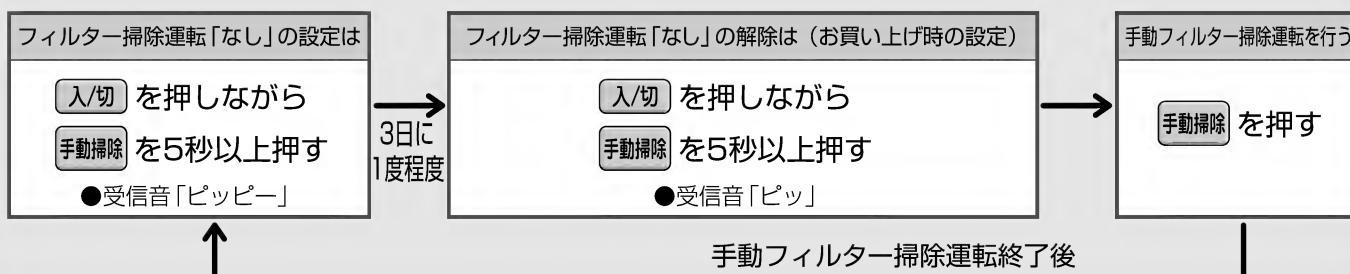 フィルター掃除運転「なし」の設定は
入/切 を押しながら
手動掃除 を5秒以上押す
●受信音「ピッピー」
3日に
1度程度
フィルター掃除運転「なし」の解除は（お買い上げ時の設定）
入/切 を押しながら
手動掃除 を5秒以上押す
●受信音「ピッ」
手動フィルター掃除運転を行う
手動掃除 を押す
手動フィルター掃除運転終了後